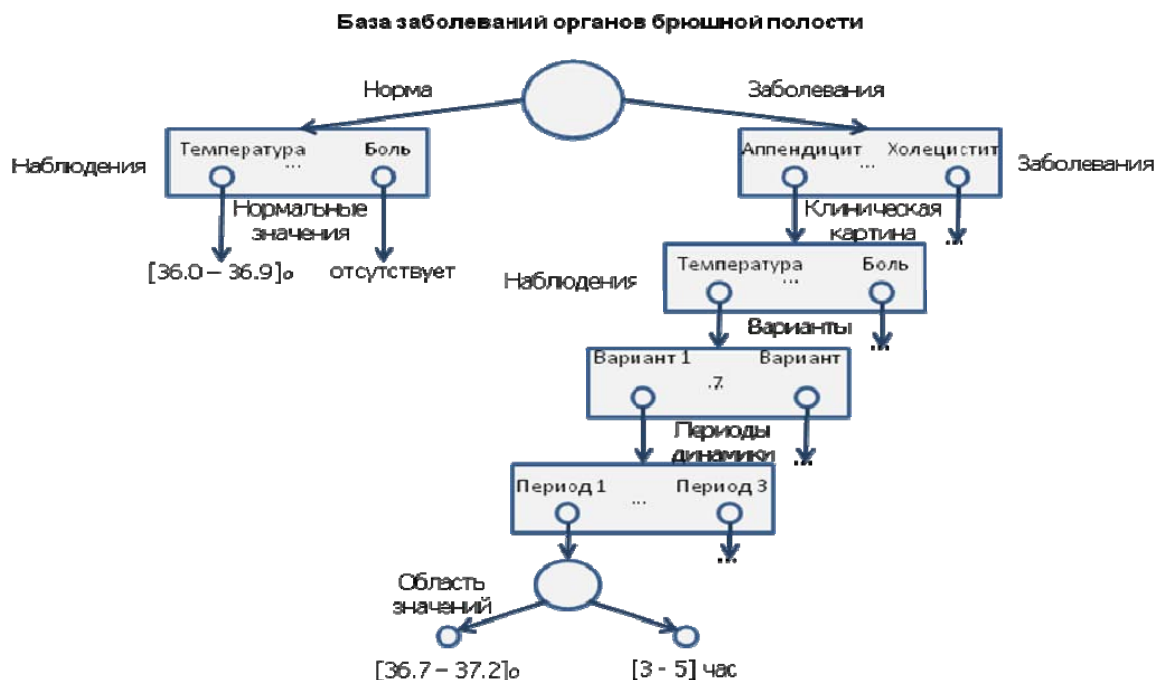 База заболеваний органов брюшной полости
Норма
Заболевания
Наблюдения
Температура
...
Боль
Аппендицит
...
Холецистит
Заболевания
Нормальные
значения
Клиническая
картина
...
[36.0 – 36.9]о
отсутствует
Наблюдения
Температура
...
Боль
Варианты
...
Вариант 1
.7.
Вариант
Периоды
динамики
...
Период 1
...
Период 3
...
Область
значений
[36.7 – 37.2]о
[3 - 5] час